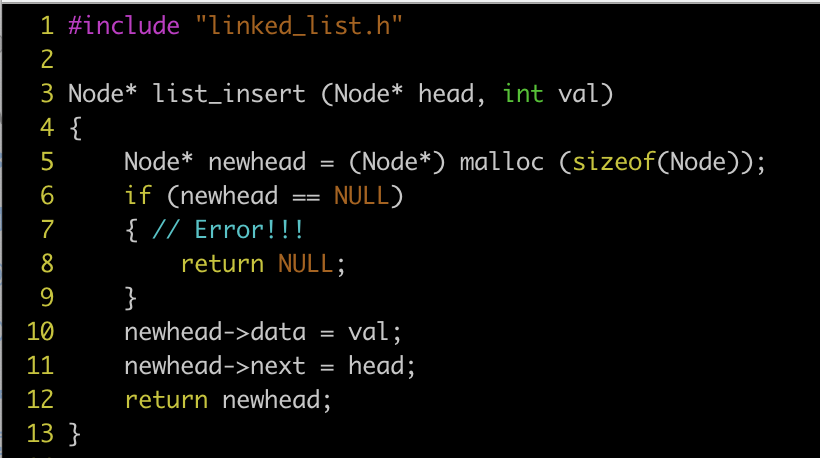 1 #include "linked_list.h"
2
3 Node* list_insert (Node* head, int val)
4 {
5     Node* newhead = (Node*) malloc (sizeof(Node));
6     if (newhead == NULL)
7     { // Error!!!
8         return NULL;
9     }
10     newhead->data = val;
11     newhead->next = head;
12     return newhead;
13 }